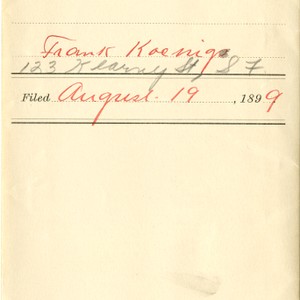 Frank Koenig
123 Kearny St, S F
Filed August 19, 1899